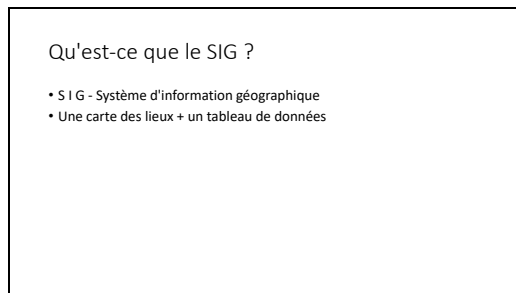 Qu'est-ce que le SIG ?
• S I G - Système d'information géographique
• Une carte des lieux + un tableau de données